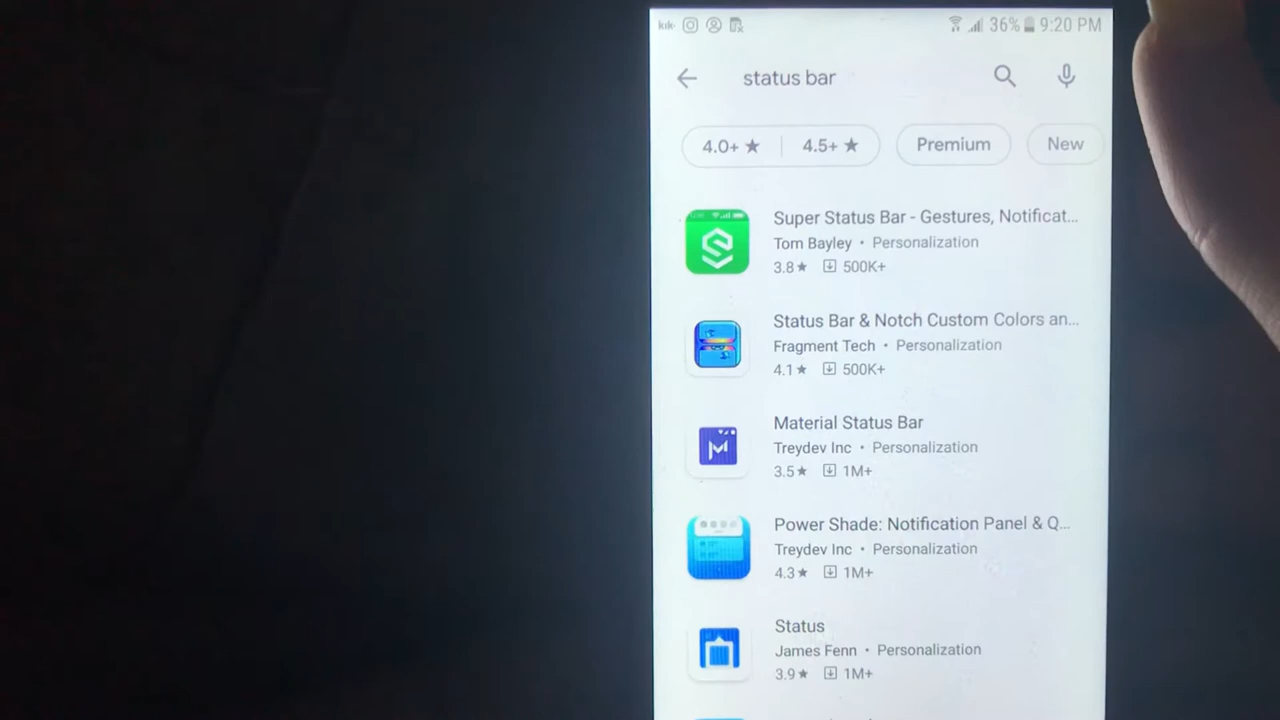 kik 36% 9:20 PM
status bar
4.0+ ★ 4.5+ ★ Premium New
Super Status Bar - Gestures, Notificat...
Tom Bayley • Personalization
3.8★ 500K+
Status Bar & Notch Custom Colors an...
Fragment Tech • Personalization
4.1★ 500K+
Material Status Bar
Treydev Inc • Personalization
3.5★ 1M+
Power Shade: Notification Panel & Q...
Treydev Inc • Personalization
4.3★ 1M+
Status
James Fenn • Personalization
3.9★ 1M+